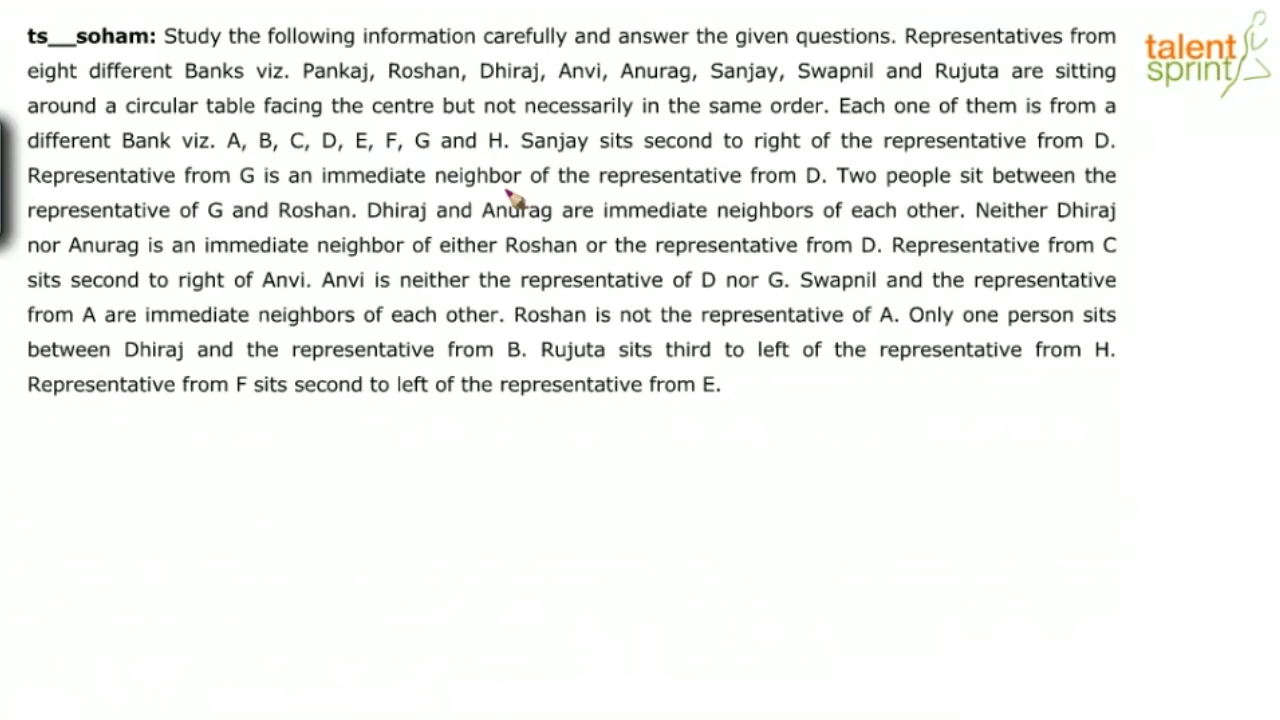 ts__soham: Study the following information carefully and answer the given questions. Representatives from
eight different Banks viz. Pankaj, Roshan, Dhiraj, Anvi, Anurag, Sanjay, Swapnil and Rujuta are sitting
around a circular table facing the centre but not necessarily in the same order. Each one of them is from a
different Bank viz. A, B, C, D, E, F, G and H. Sanjay sits second to right of the representative from D.
Representative from G is an immediate neighbor of the representative from D. Two people sit between the
representative of G and Roshan. Dhiraj and Anurag are immediate neighbors of each other. Neither Dhiraj
nor Anurag is an immediate neighbor of either Roshan or the representative from D. Representative from C
sits second to right of Anvi. Anvi is neither the representative of D nor G. Swapnil and the representative
from A are immediate neighbors of each other. Roshan is not the representative of A. Only one person sits
between Dhiraj and the representative from B. Rujuta sits third to left of the representative from H.
Representative from F sits second to left of the representative from E.
talent
sprint